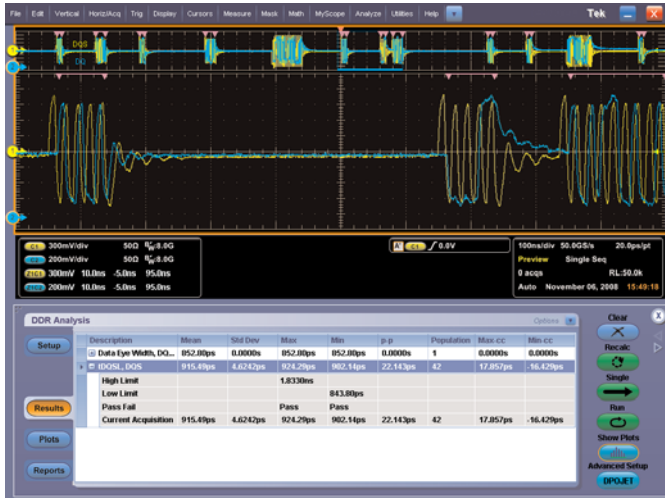 File Edit Vertical Horiz/Acq Trig Display Cursors Measure Mask Math MyScope Analyze Utilities Help Tek X
DQS
DQ
C1 300mV/div 50Ω BW:8.0G
C2 200mV/div 50Ω BW:8.0G
Z1C1 300mV 10.0ns -5.0ns 95.0ns
Z1C2 200mV 10.0ns -5.0ns 95.0ns
A' C1 0.0V
100ns/div 50.0GS/s 20.0ps/pt
Preview Single Seq
0 acqs RL:50.0k
Auto November 06, 2008 15:49:18
DDR Analysis Options
Clear X
Setup
Description Mean Std Dev Max Min p-p Population Max-cc Min-cc
Data Eye Width, DQ... 852.80ps 0.0000s 852.80ps 852.80ps 0.0000s 1 0.0000s 0.0000s
tDQSL, DQS 915.49ps 4.6242ps 924.29ps 902.14ps 22.143ps 42 17.857ps -16.429ps
High Limit 1.8330ns
Low Limit 843.80ps
Pass Fail Pass Pass
Current Acquisition 915.49ps 4.6242ps 924.29ps 902.14ps 22.143ps 42 17.857ps -16.429ps
Recalc
Single
Results
Run
Plots
Show Plots
Reports
Advanced Setup
DPOJET